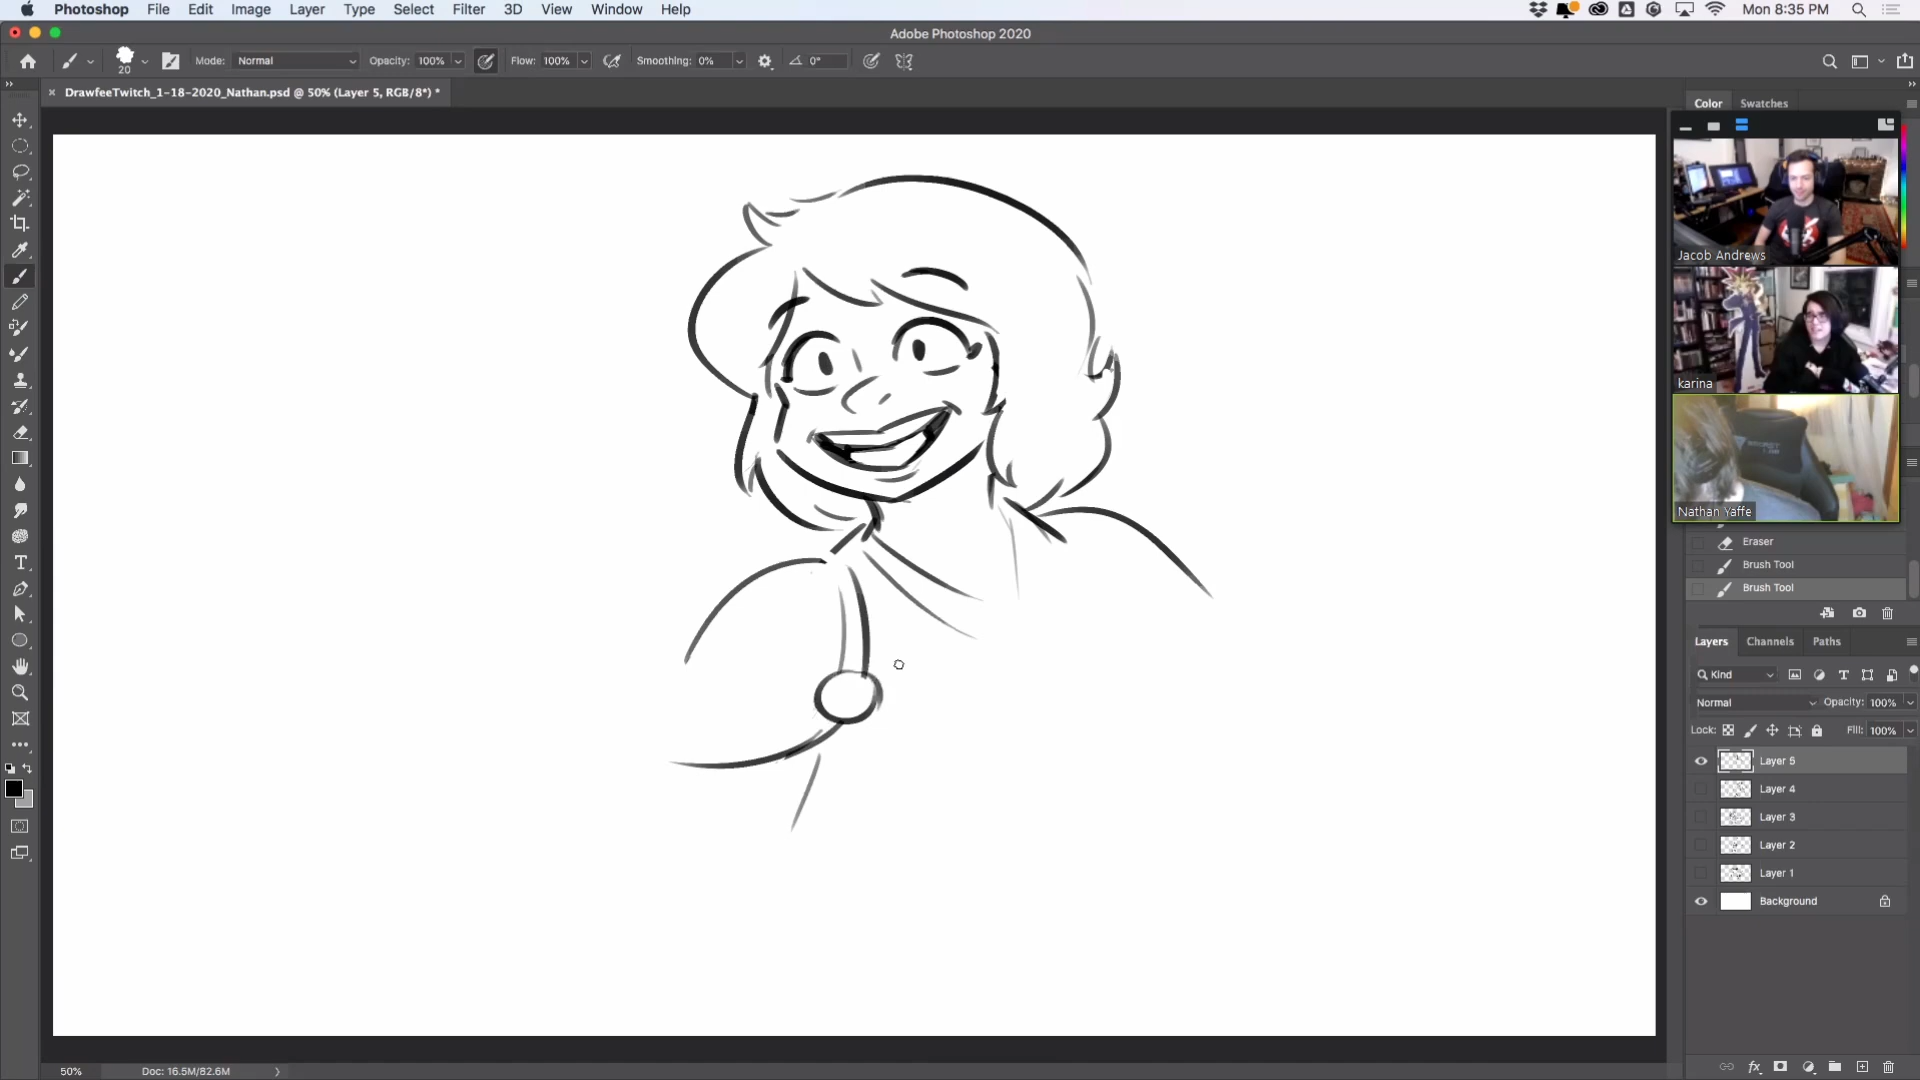 Photoshop File Edit Image Layer Type Select Filter 3D View Window Help Mon 8:35 PM
Adobe Photoshop 2020
20 Mode: Normal Opacity: 100% Flow: 100% Smoothing: 0% 0°
DrawfeeTwitch_1-18-2020_Nathan.psd @ 50% (Layer 5, RGB/8*) *
Color Swatches
Jacob Andrews
karina
Nathan Yaffe
Eraser
Brush Tool
Brush Tool
Layers Channels Paths
Kind
Normal Opacity: 100%
Lock: Fill: 100%
Layer 5
Layer 4
Layer 3
Layer 2
Layer 1
Background
50% Doc: 16.5M/82.6M